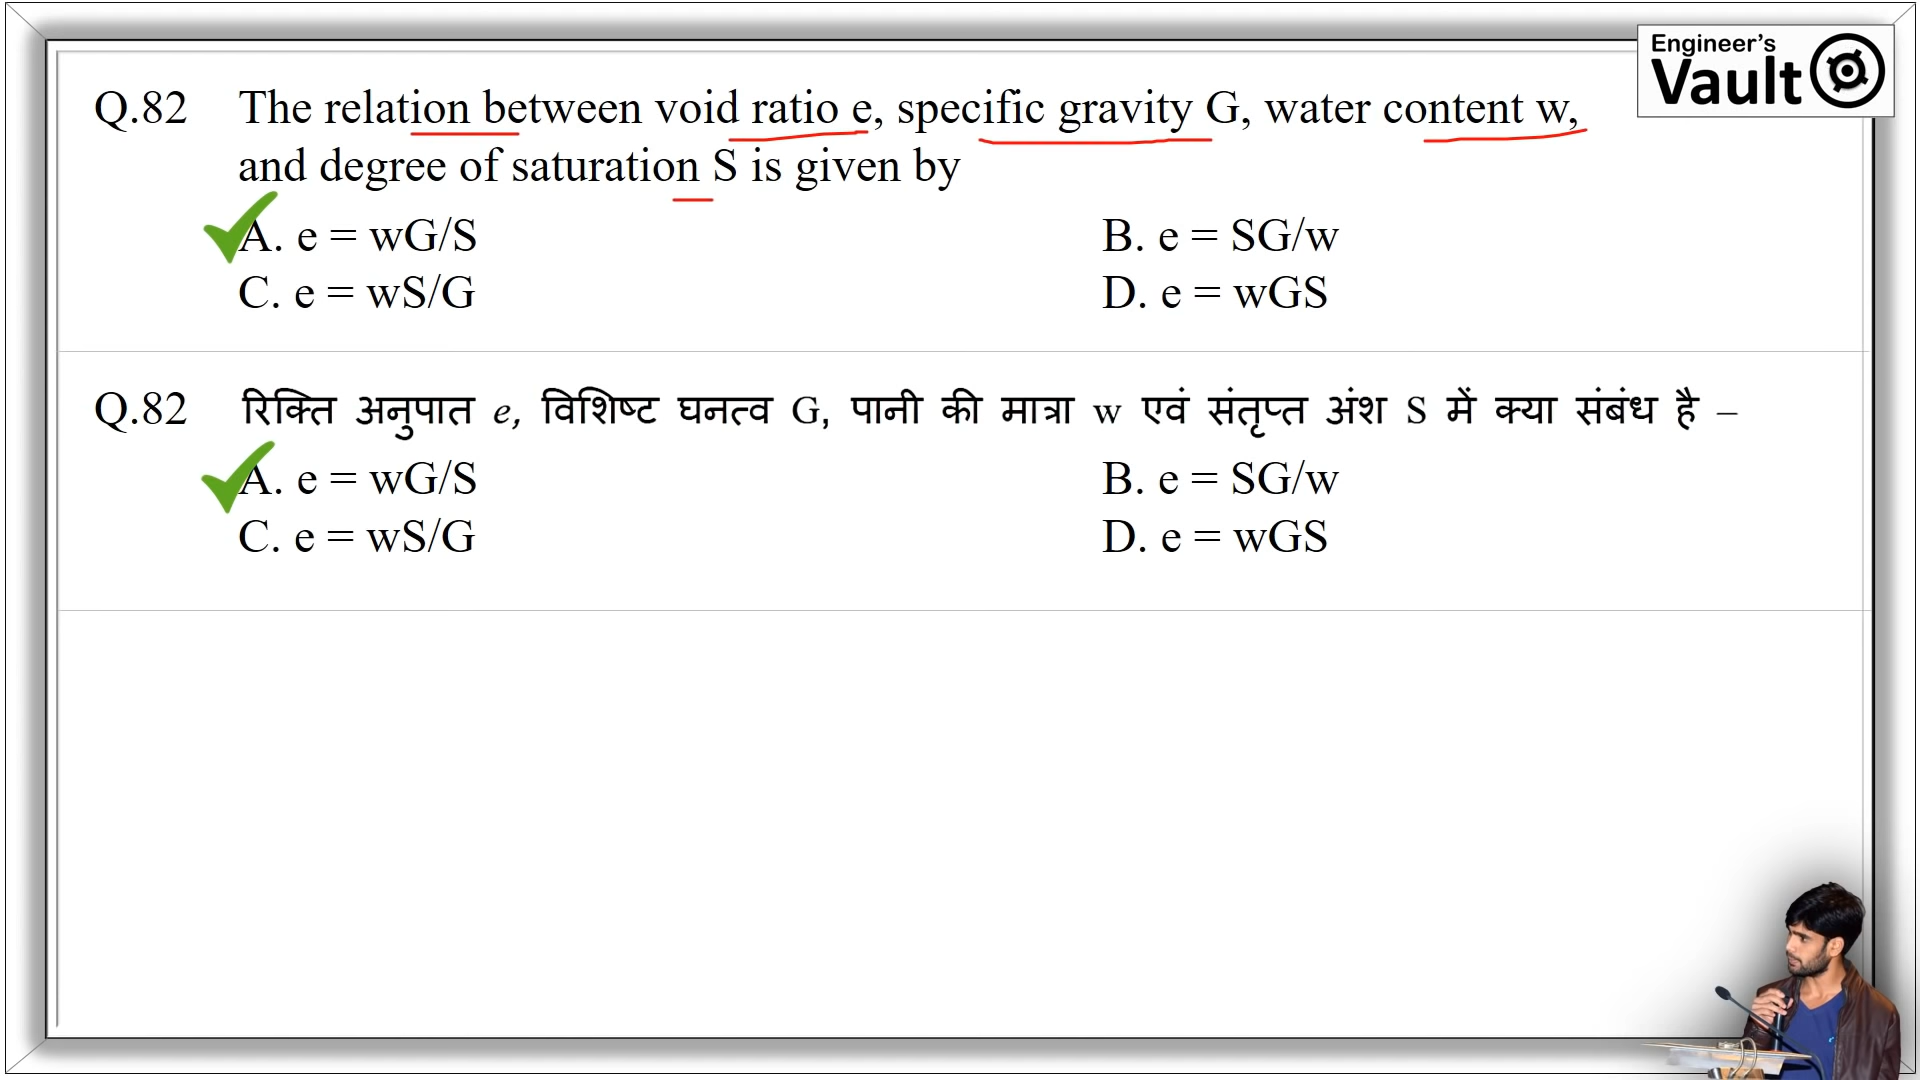 Engineer's
Vault
Q.82 The relation between void ratio e, specific gravity G, water content w,
and degree of saturation S is given by
A. e = wG/S B. e = SG/w
C. e = wS/G D. e = wGS
Q.82 रिक्ति अनुपात e, विशिष्ट घनत्व G, पानी की मात्रा w एवं संतृप्त अंश S में क्या संबंध है –
A. e = wG/S B. e = SG/w
C. e = wS/G D. e = wGS